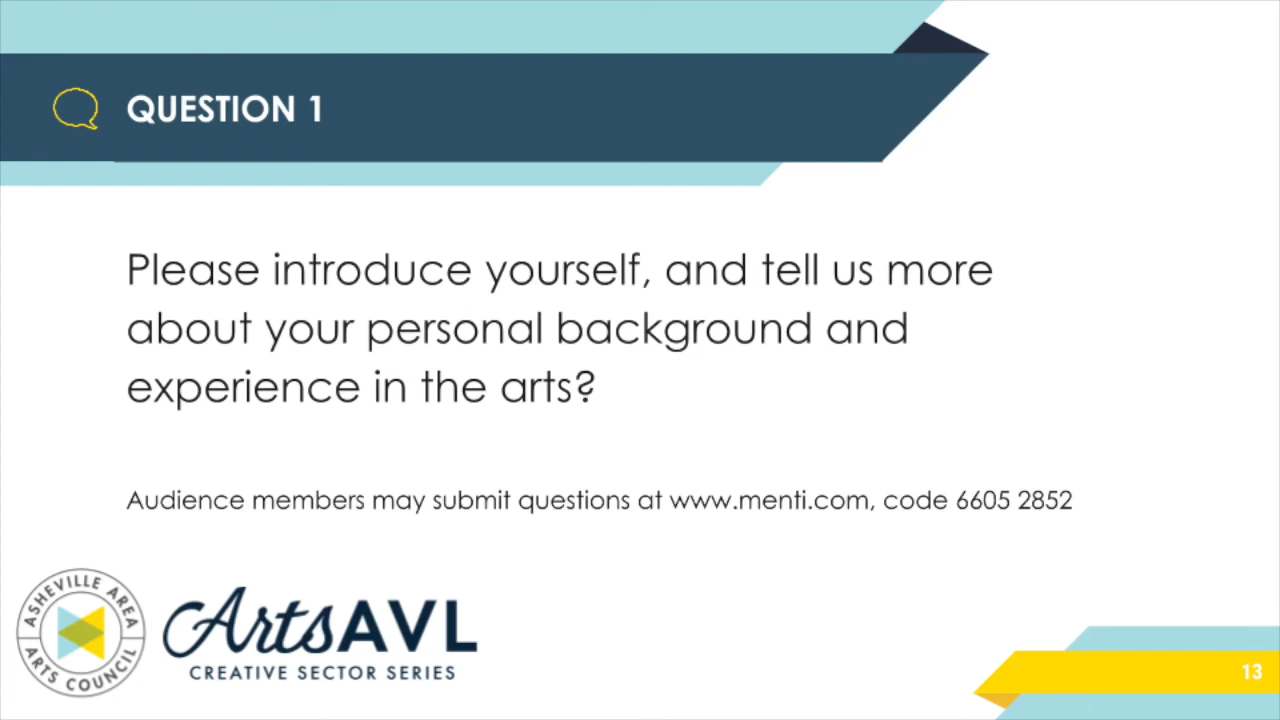 QUESTION 1
Please introduce yourself, and tell us more
about your personal background and
experience in the arts?
Audience members may submit questions at www.menti.com, code 6605 2852
ASHEVILLE AREA
ARTS COUNCIL
ArtsAVL
CREATIVE SECTOR SERIES
13